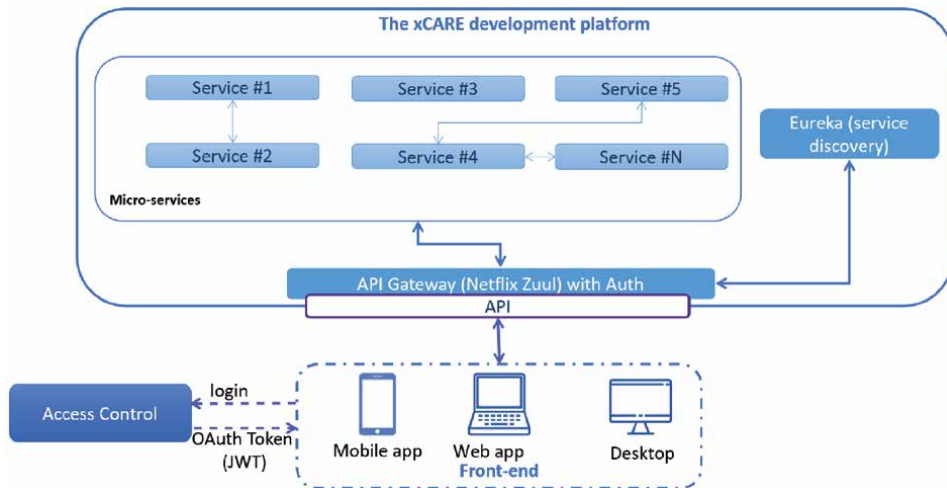 The xCARE development platform
Service #1
Service #3
Service #5
Service #2
Service #4
Service #N
Eureka (service
discovery)
Micro-services
API Gateway (Netflix Zuul) with Auth
API
login
Access Control
OAuth Token
(JWT)
Mobile app
Web app
Desktop
Front-end